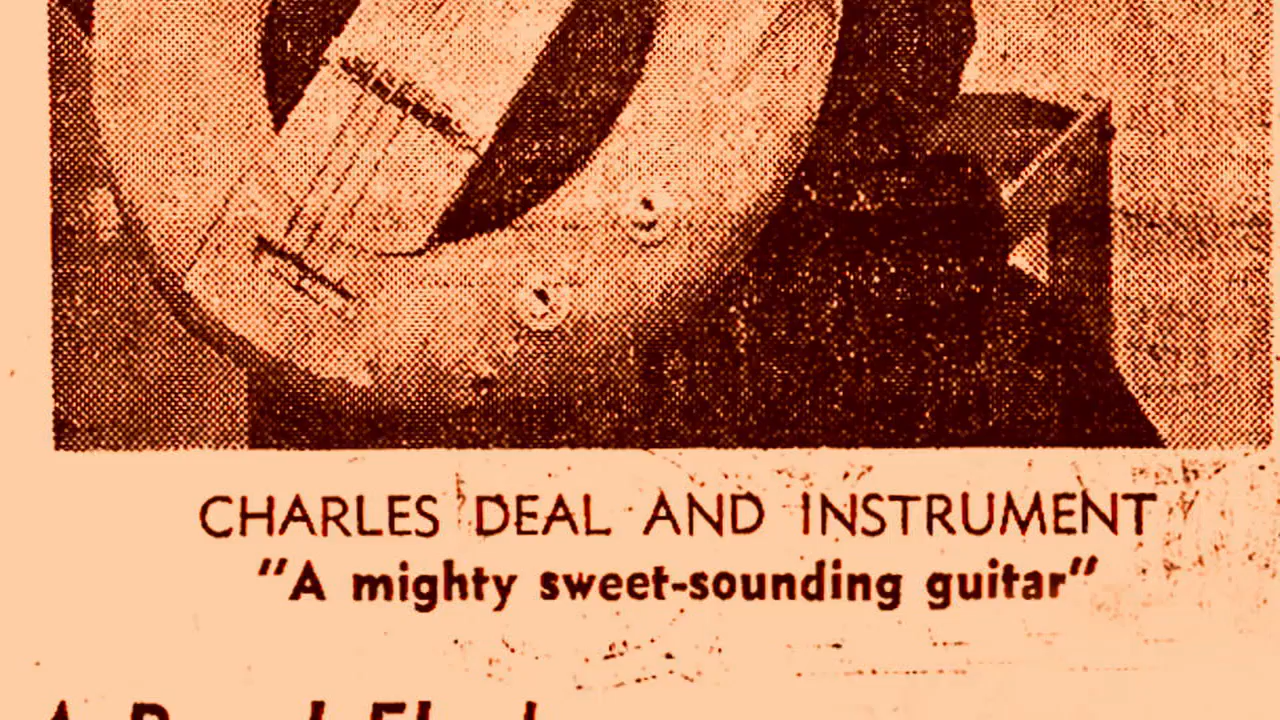 CHARLES DEAL AND INSTRUMENT
"A mighty sweet-sounding guitar"
A